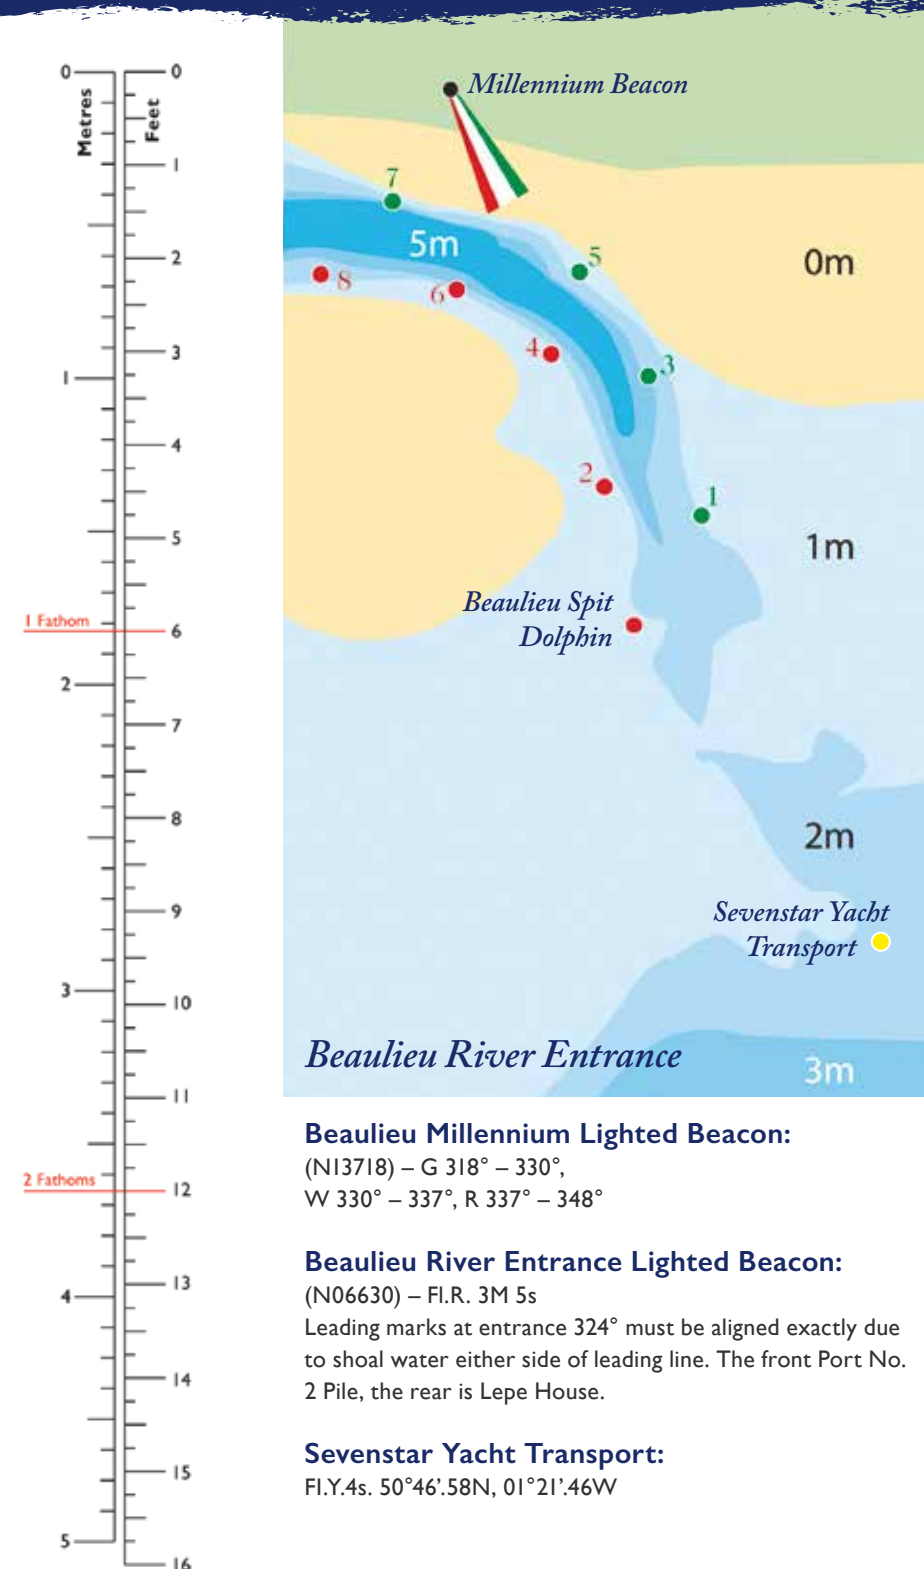 Metres
0
1
2
3
4
5
Feet
0
1
2
3
4
5
6
7
8
9
10
11
12
13
14
15
16
1 Fathom
2 Fathoms
Millennium Beacon
7
5m
8
6
5
0m
4
3
2
1
1m
Beaulieu Spit
Dolphin
2m
Sevenstar Yacht
Transport
Beaulieu River Entrance
3m
Beaulieu Millennium Lighted Beacon:
(N13718) – G 318° – 330°,
W 330° – 337°, R 337° – 348°
Beaulieu River Entrance Lighted Beacon:
(N06630) – Fl.R. 3M 5s
Leading marks at entrance 324° must be aligned exactly due
to shoal water either side of leading line. The front Port No.
2 Pile, the rear is Lepe House.
Sevenstar Yacht Transport:
Fl.Y.4s. 50°46’.58N, 01°21’.46W